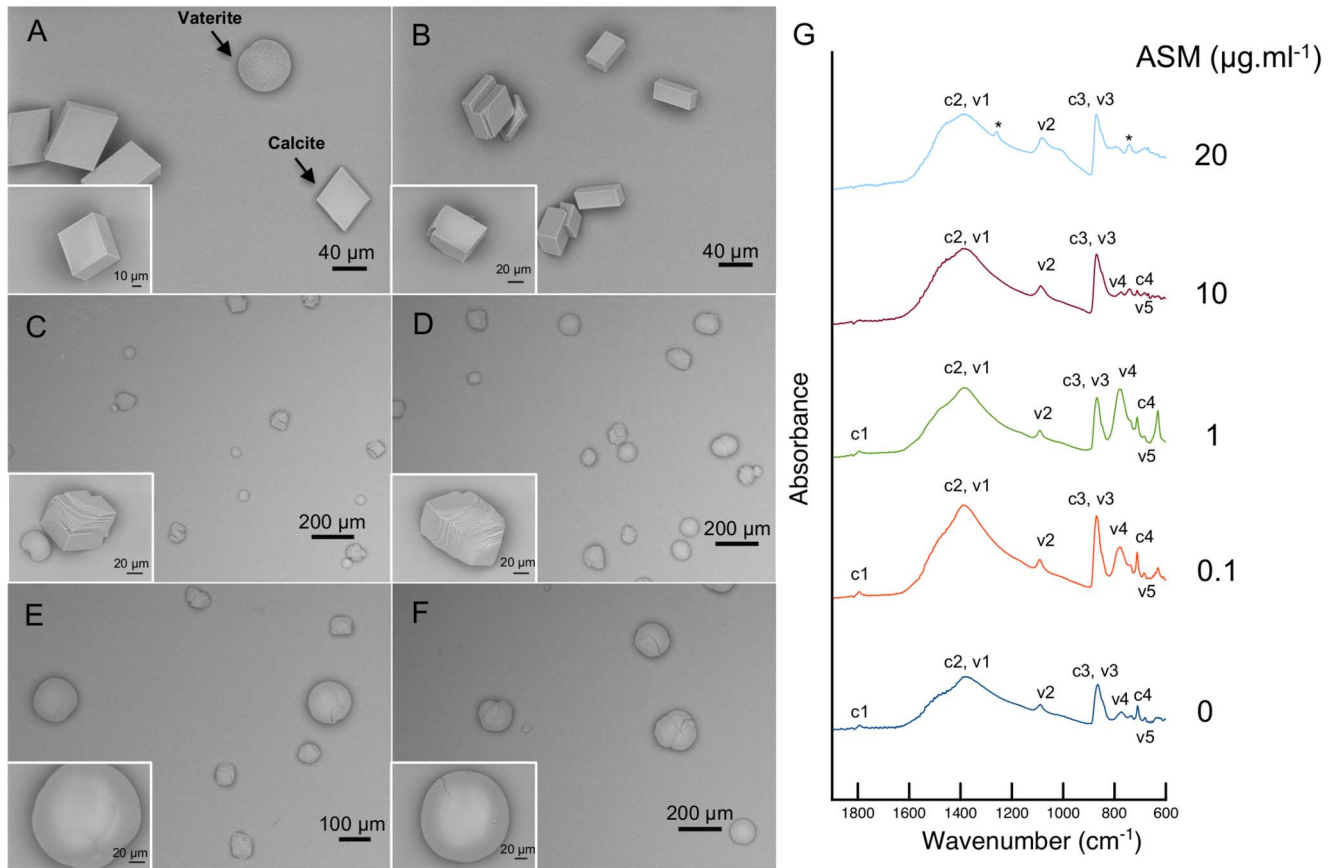 A
Vaterite
Calcite
40 µm
10 µm
B
40 µm
20 µm
C
200 µm
20 µm
D
200 µm
20 µm
E
100 µm
20 µm
F
200 µm
20 µm
G
ASM (µg.ml-1)
c2, v1
*
v2
c3, v3
*
20
c2, v1
v2
c3, v3
v4
c4
v5
10
c1
c2, v1
v2
c3, v3
v4
c4
v5
1
c1
c2, v1
v2
c3, v3
v4
c4
v5
0.1
c1
c2, v1
v2
c3, v3
v4
c4
v5
0
Absorbance
1800 1600 1400 1200 1000 800 600
Wavenumber (cm-1)